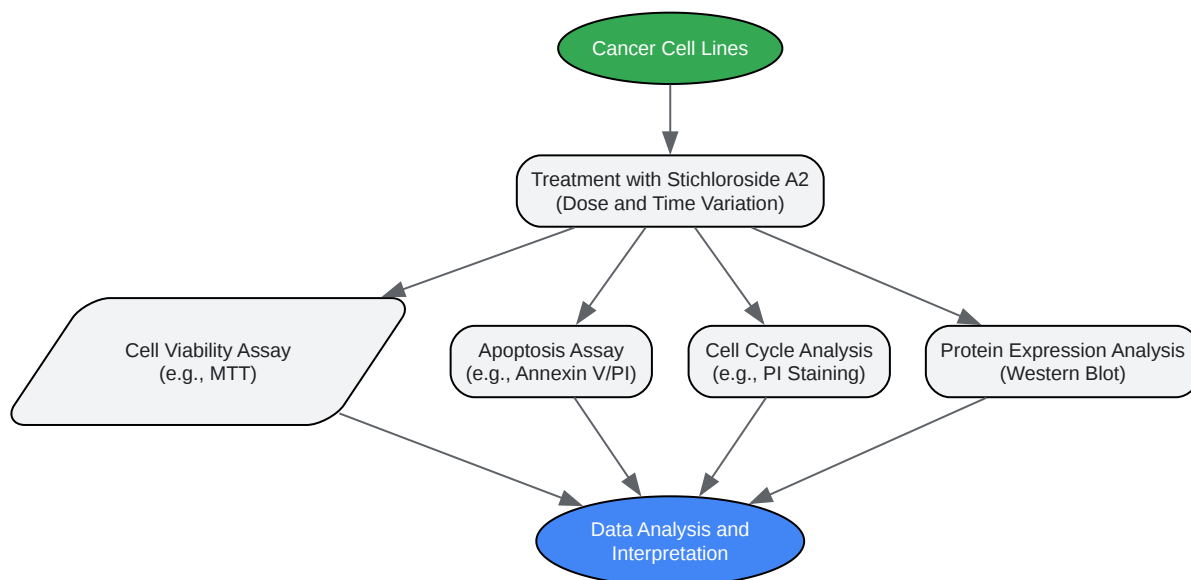 Cancer Cell Lines
Treatment with Stichloroside A2
(Dose and Time Variation)
Cell Viability Assay
(e.g., MTT)
Apoptosis Assay
(e.g., Annexin V/PI)
Cell Cycle Analysis
(e.g., PI Staining)
Protein Expression Analysis
(Western Blot)
Data Analysis and
Interpretation